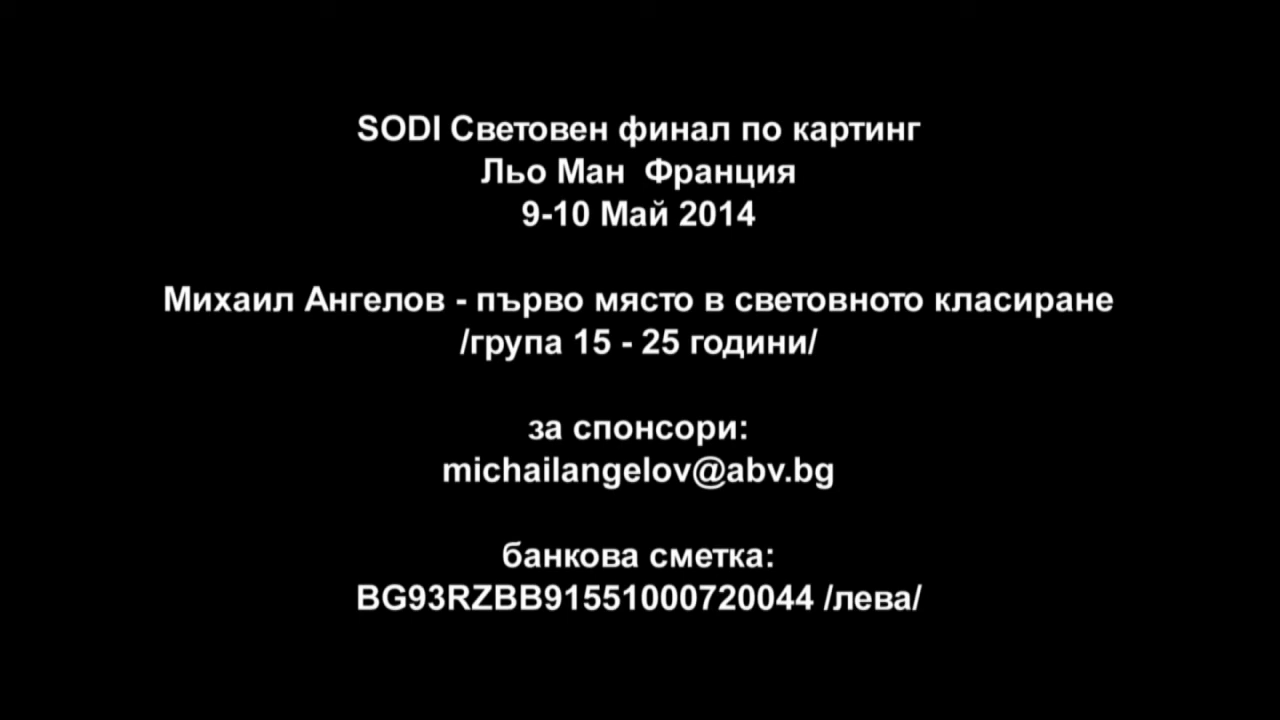 SODI Световен финал по картинг
Льо Ман Франция
9-10 Май 2014
Михаил Ангелов - първо място в световното класиране
/група 15 - 25 години/
за спонсори:
michailangelov@abv.bg
банкова сметка:
BG93RZBB91551000720044 /лева/